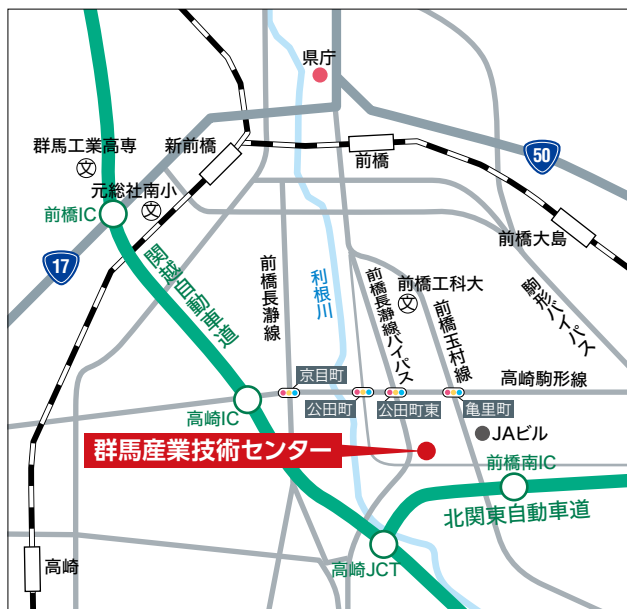 県庁
群馬工業高専
文
新前橋
前橋
50
元総社南小
文
前橋IC
前橋大島
17
関越自動車道
前橋長瀞線
利根川
前橋長瀞線バイパス
前橋工科大
文
前橋玉村線
駒形バイパス
京目町
高崎駒形線
高崎IC
公田町
公田町東
亀里町
JAビル
群馬産業技術センター
前橋南IC
北関東自動車道
高崎
高崎JCT